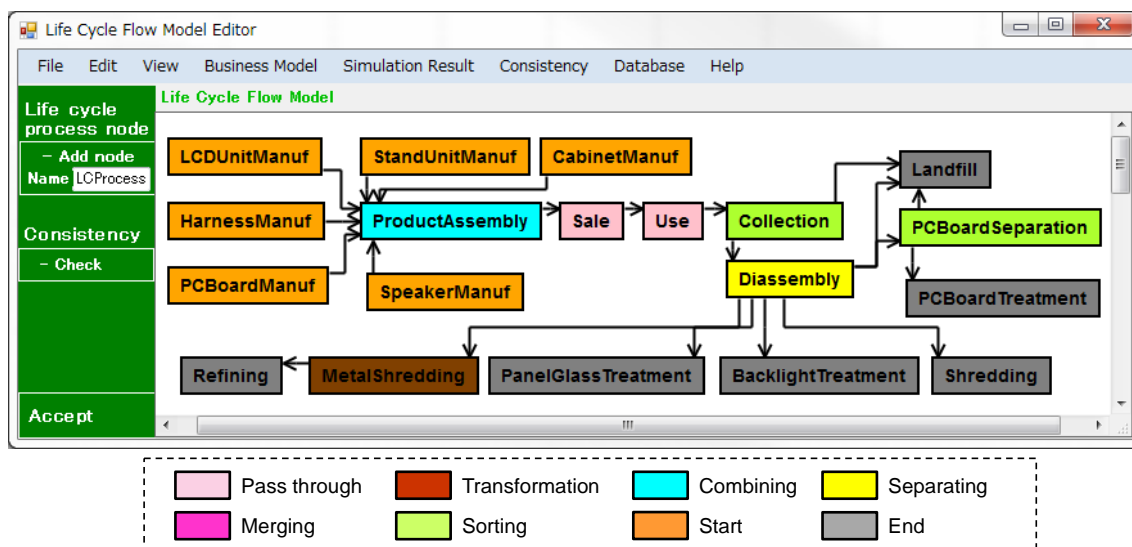 Life Cycle Flow Model Editor
File Edit View Business Model Simulation Result Consistency Database Help
Life cycle process node
- Add node
Name LCProcess
Consistency
- Check
Accept
Life Cycle Flow Model
LCDUnitManuf StandUnitManuf CabinetManuf Landfill
HarnessManuf ProductAssembly Sale Use Collection PCBoardSeparation
PCBoardManuf SpeakerManuf Diassembly PCBoardTreatment
Refining MetalShredding PanelGlassTreatment BacklightTreatment Shredding
Pass through Transformation Combining Separating
Merging Sorting Start End